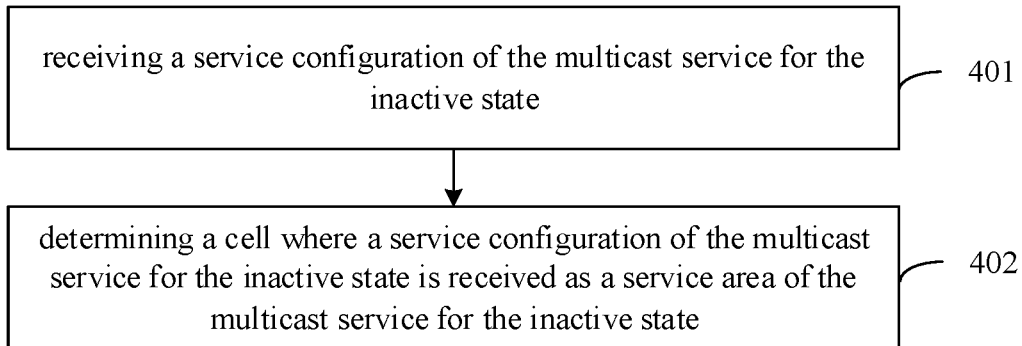 receiving a service configuration of the multicast service for the
inactive state
401
determining a cell where a service configuration of the multicast
service for the inactive state is received as a service area of the
multicast service for the inactive state
402